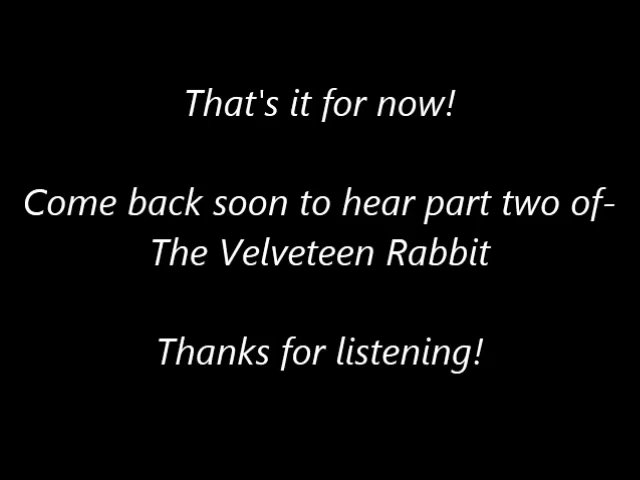 That's it for now!
Come back soon to hear part two of-
The Velveteen Rabbit
Thanks for listening!